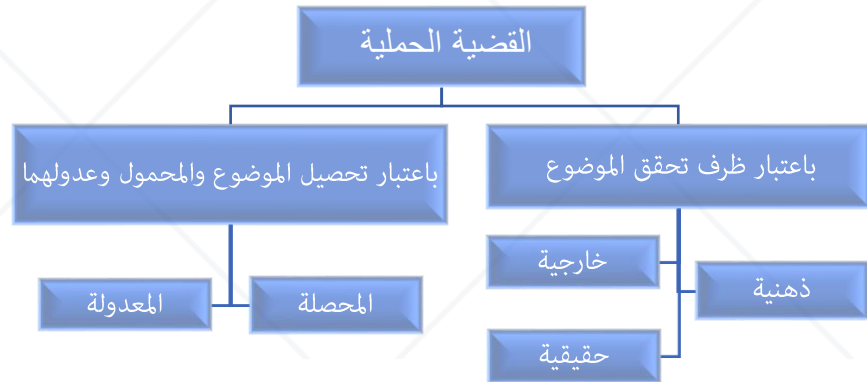 القضية الحملية
باعتبار ظرف تحقق الموضوع
باعتبار تحصيل الموضوع والمحمول وعدولهما
خارجية
ذهنية
حقيقية
المحصلة
المعدولة